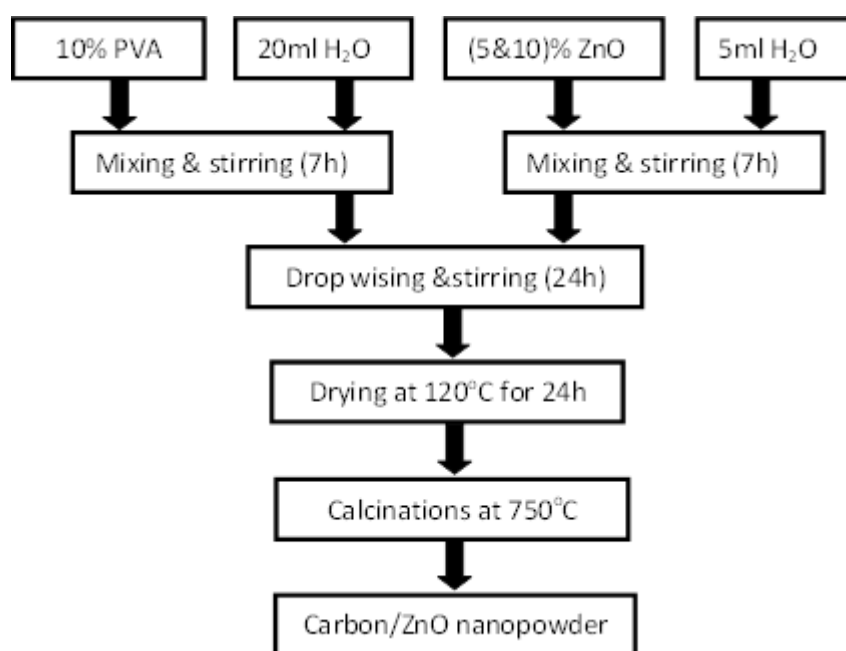 10% PVA
20ml H₂O
(5&10)% ZnO
5ml H₂O
Mixing & stirring (7h)
Mixing & stirring (7h)
Drop wising &stirring (24h)
Drying at 120°C for 24h
Calcinations at 750°C
Carbon/ZnO nanopowder